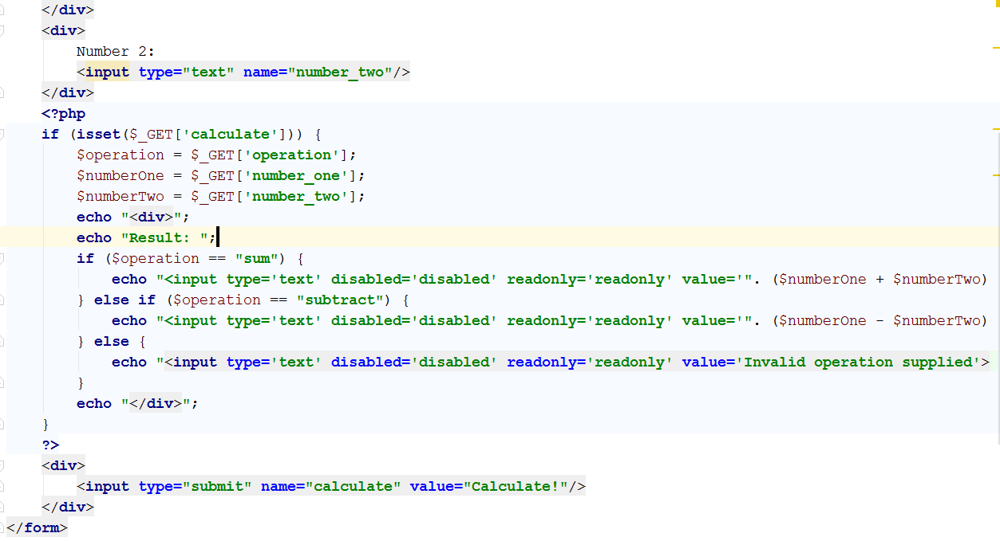 </div>
<div>
    Number 2:
    <input type="text" name="number_two"/>
</div>
<?php
if (isset($_GET['calculate'])) {
    $operation = $_GET['operation'];
    $numberOne = $_GET['number_one'];
    $numberTwo = $_GET['number_two'];
    echo "<div>";
    echo "Result: ";
    if ($operation == "sum") {
        echo "<input type='text' disabled='disabled' readonly='readonly' value='". ($numberOne + $numberTwo)
    } else if ($operation == "subtract") {
        echo "<input type='text' disabled='disabled' readonly='readonly' value='". ($numberOne - $numberTwo)
    } else {
        echo "<input type='text' disabled='disabled' readonly='readonly' value='Invalid operation supplied'>
    }
    echo "</div>";
}
?>
<div>
    <input type="submit" name="calculate" value="Calculate!"/>
</div>
</form>